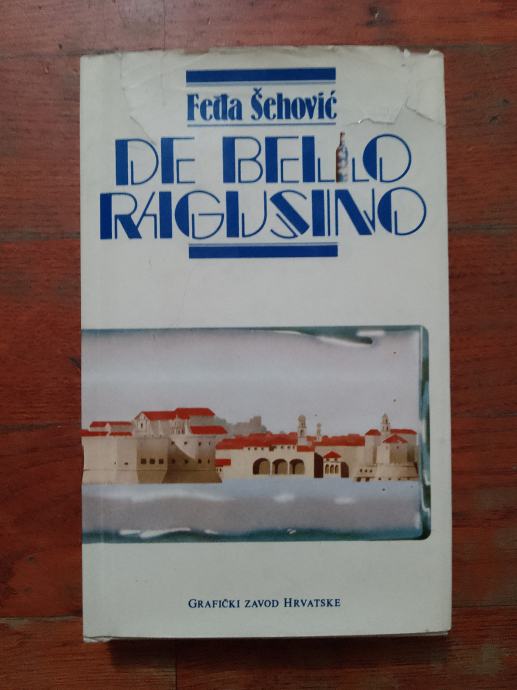 Feđa Šehović
DE BELLO
RAGUSINO
GRAFIČKI ZAVOD HRVATSKE